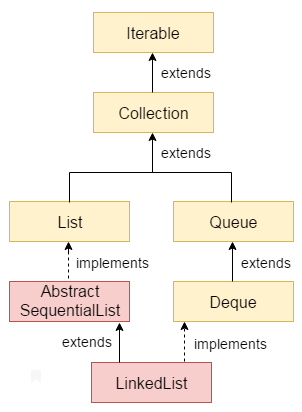 Iterable
extends
Collection
extends
List
Queue
implements
extends
Abstract
SequentialList
Deque
extends
implements
LinkedList